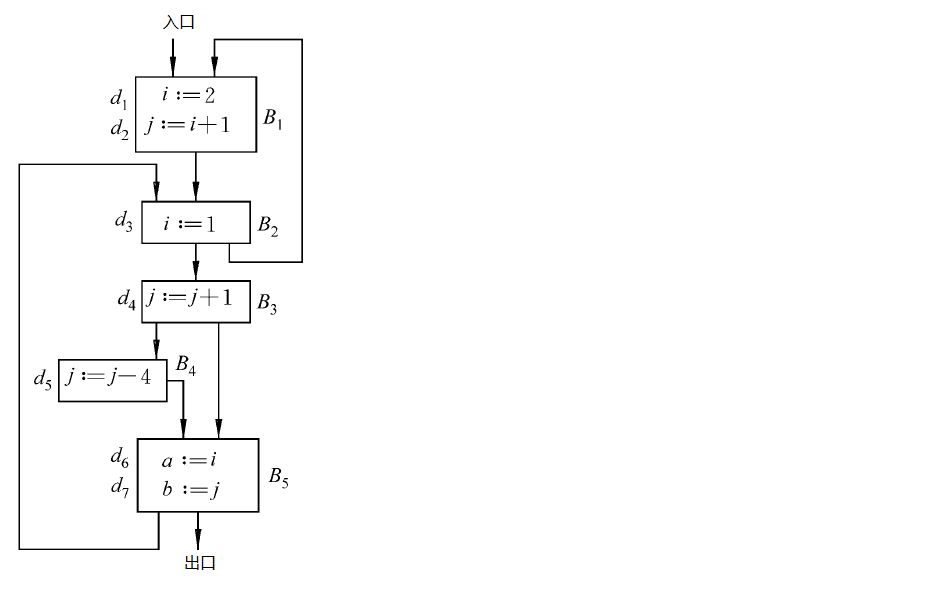 入口
d1 i:=2
d2 j:=i+1 B1
d3 i:=1 B2
d4 j:=j+1 B3
B4
d5 j:=j-4
d6 a:=i
d7 b:=j B5
出口